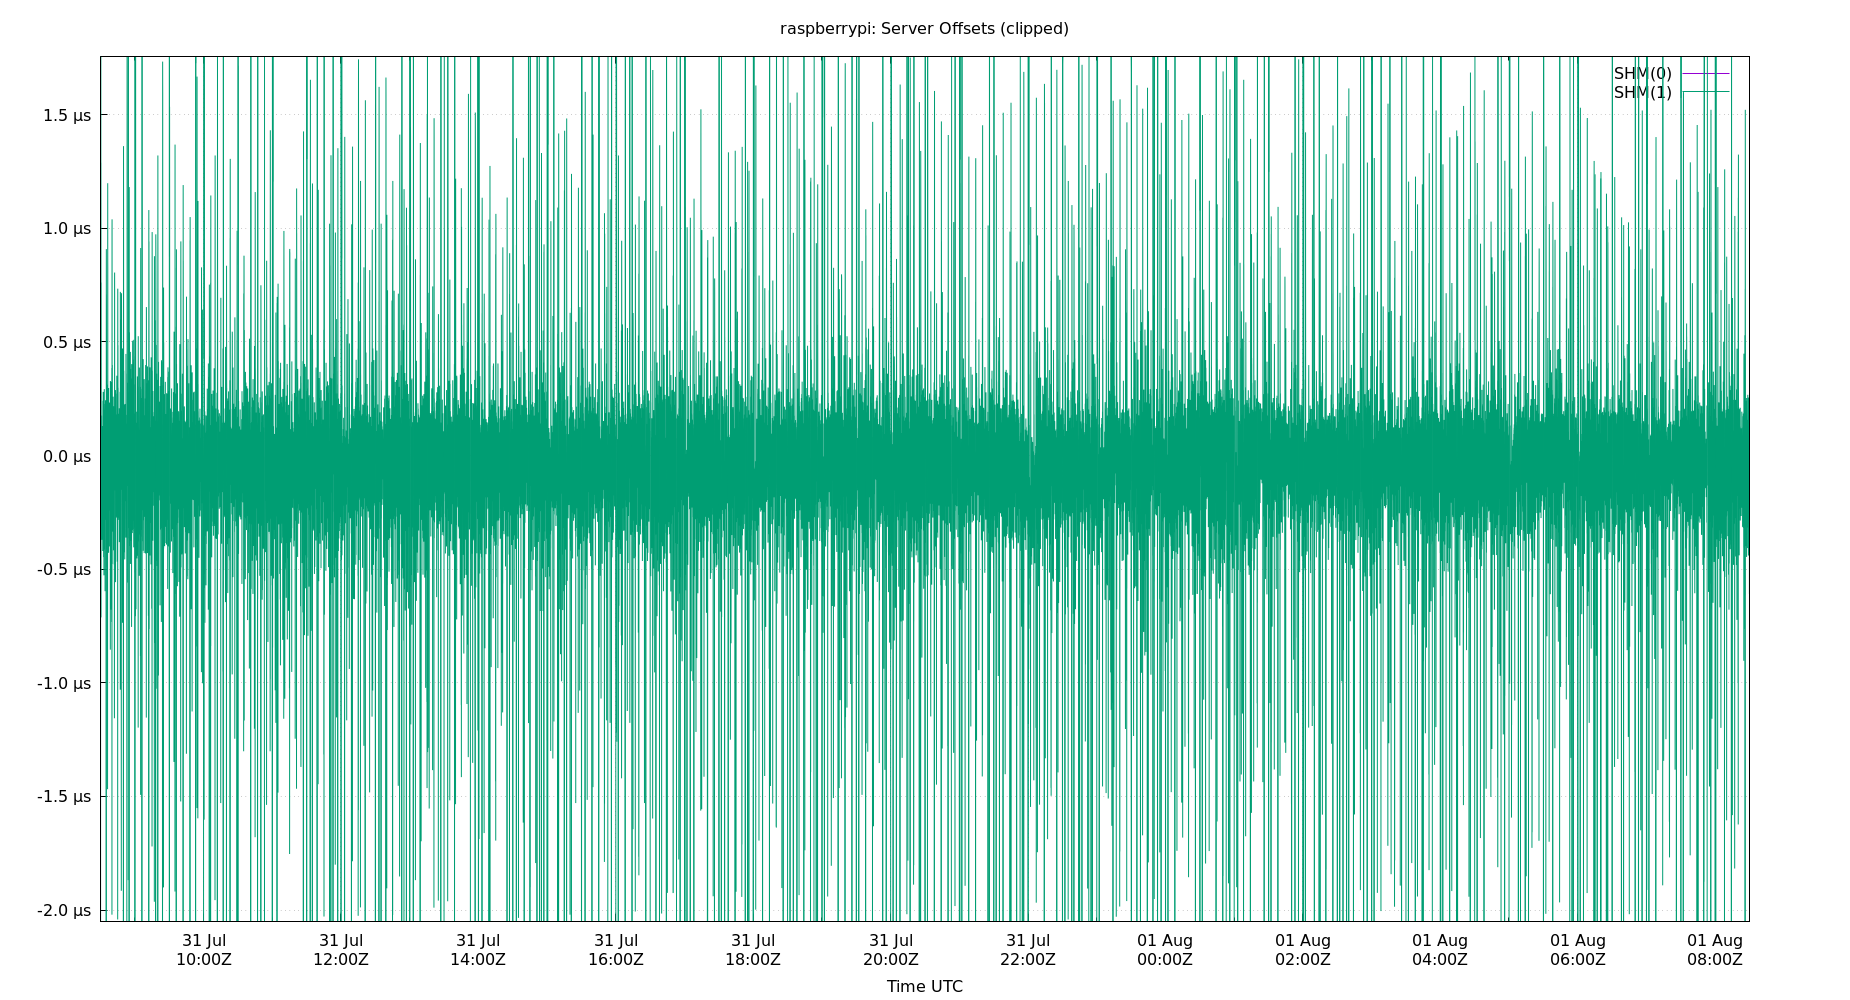 raspberrypi: Server Offsets (clipped)
SHM(0)
SHM(1)
1.5 µs
1.0 µs
0.5 µs
0.0 µs
-0.5 µs
-1.0 µs
-1.5 µs
-2.0 µs
31 Jul 31 Jul 31 Jul 31 Jul 31 Jul 31 Jul 31 Jul 01 Aug 01 Aug 01 Aug 01 Aug 01 Aug
10:00Z 12:00Z 14:00Z 16:00Z 18:00Z 20:00Z 22:00Z 00:00Z 02:00Z 04:00Z 06:00Z 08:00Z
Time UTC